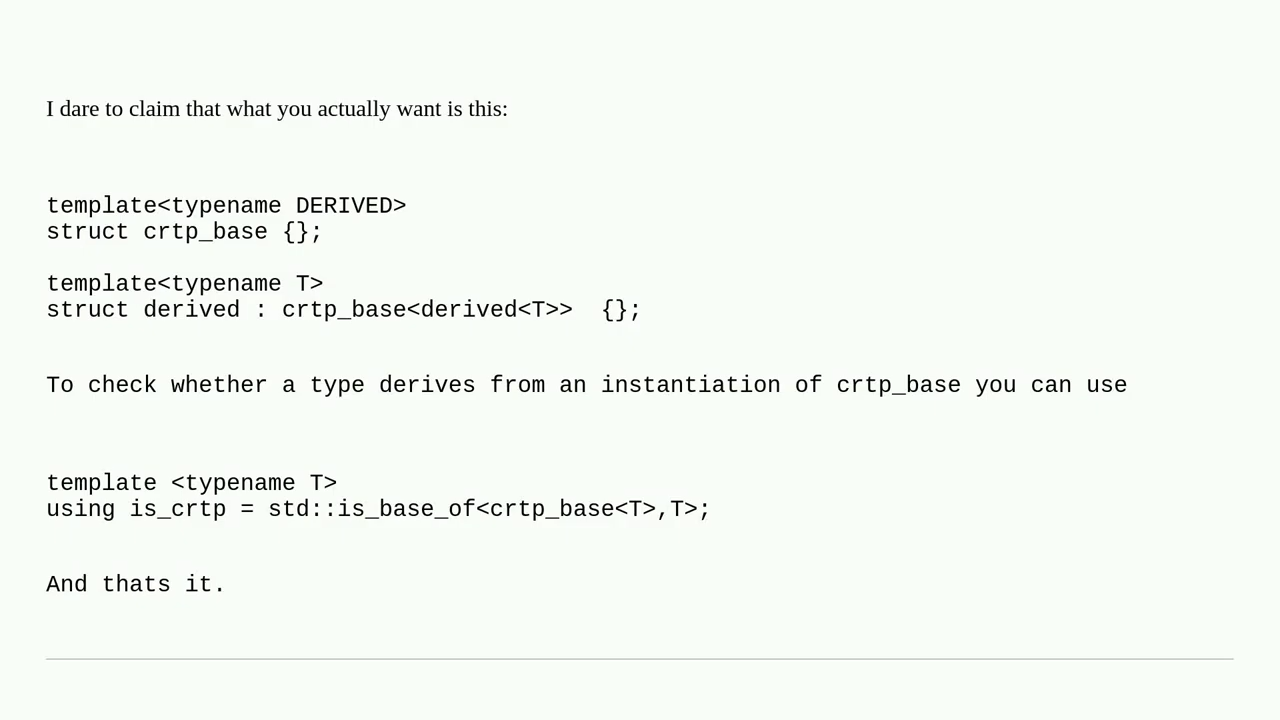 I dare to claim that what you actually want is this:
template<typename DERIVED>
struct crtp_base {};
template<typename T>
struct derived : crtp_base<derived<T>>  {};
To check whether a type derives from an instantiation of crtp_base you can use
template <typename T>
using is_crtp = std::is_base_of<crtp_base<T>,T>;
And thats it.